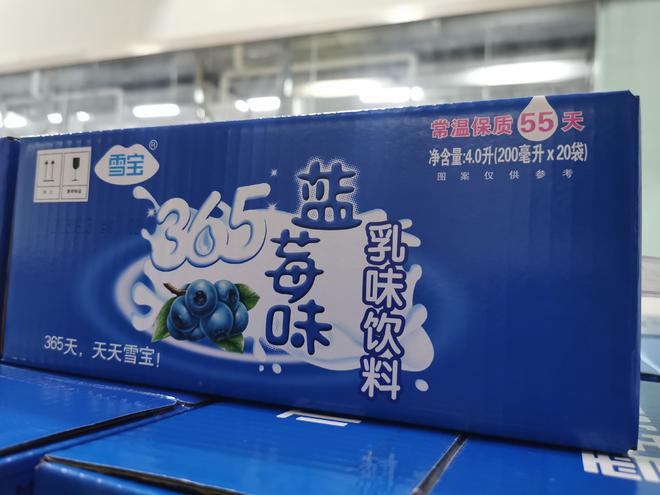 雪宝®
常温保质55天
净含量:4.0升(200毫升x20袋)
图案仅供参考
365
蓝莓味
乳味饮料
365天，天天雪宝!